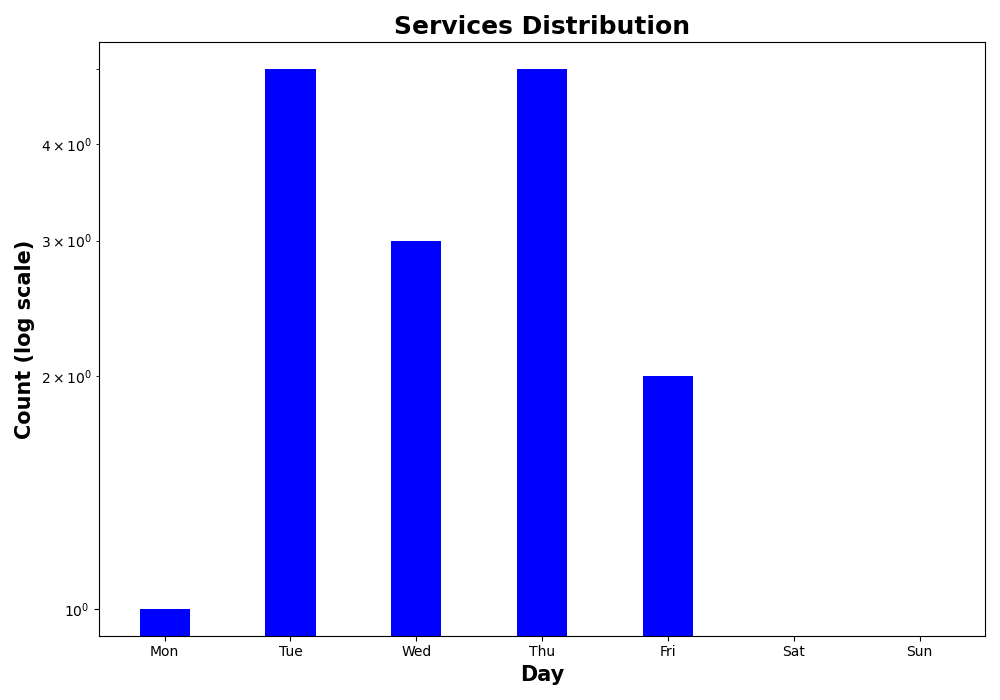 Services Distribution
Count (log scale)
4 × 10⁰
3 × 10⁰
2 × 10⁰
10⁰
Mon Tue Wed Thu Fri Sat Sun
Day